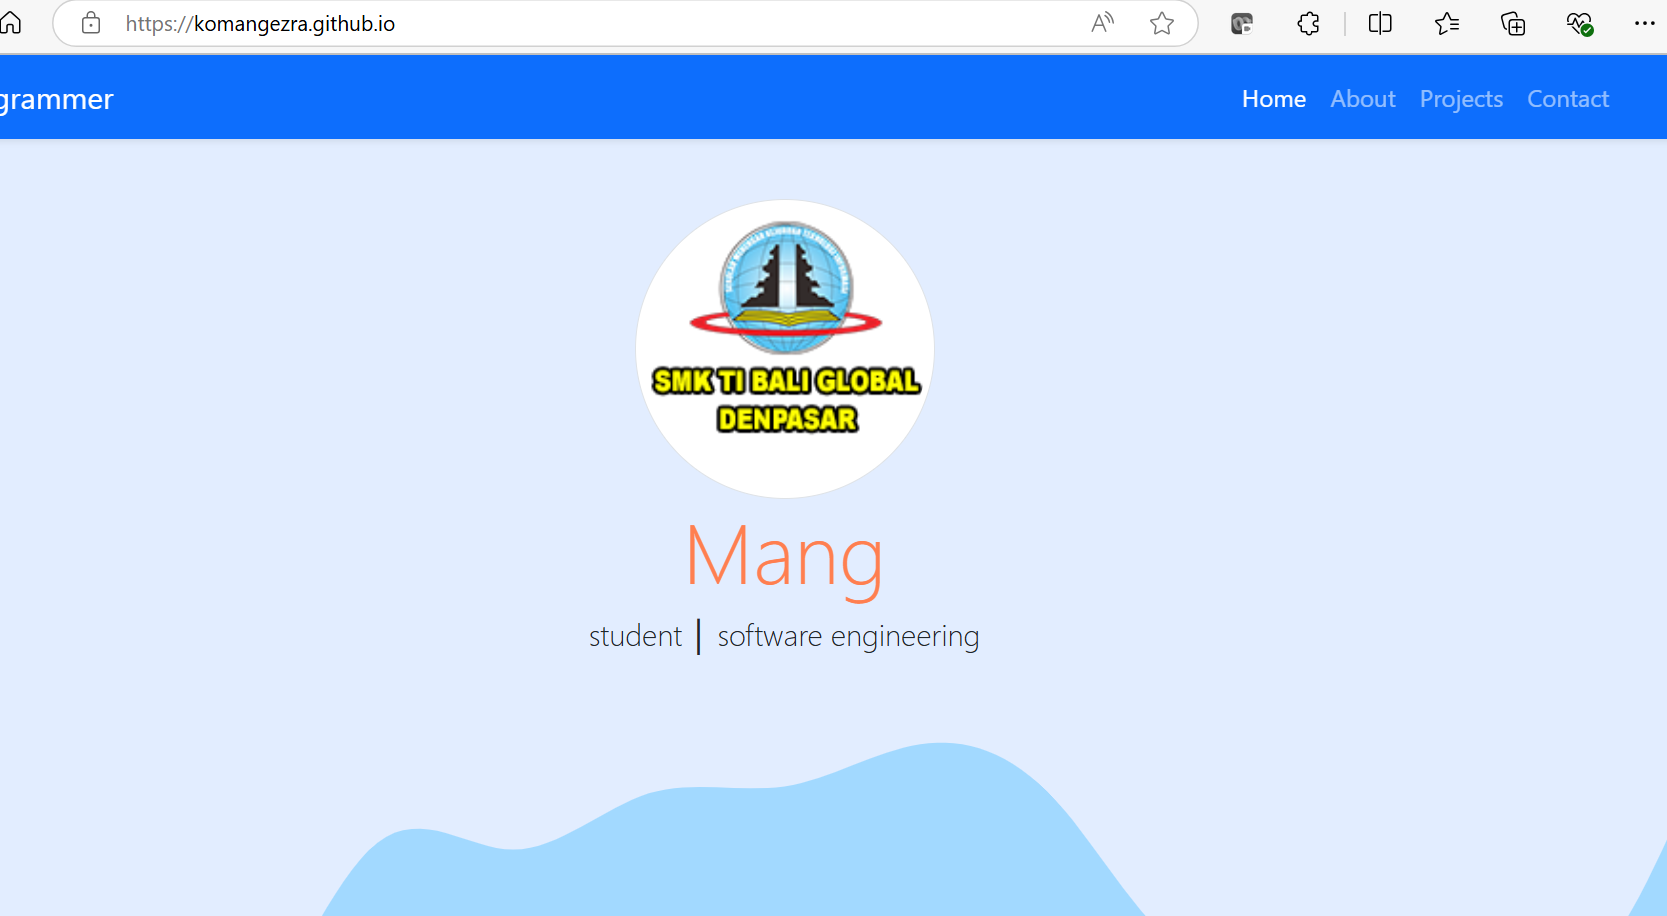 https://komangezra.github.io
grammer
Home About Projects Contact
SMK TI BALI GLOBAL
DENPASAR
Mang
student | software engineering